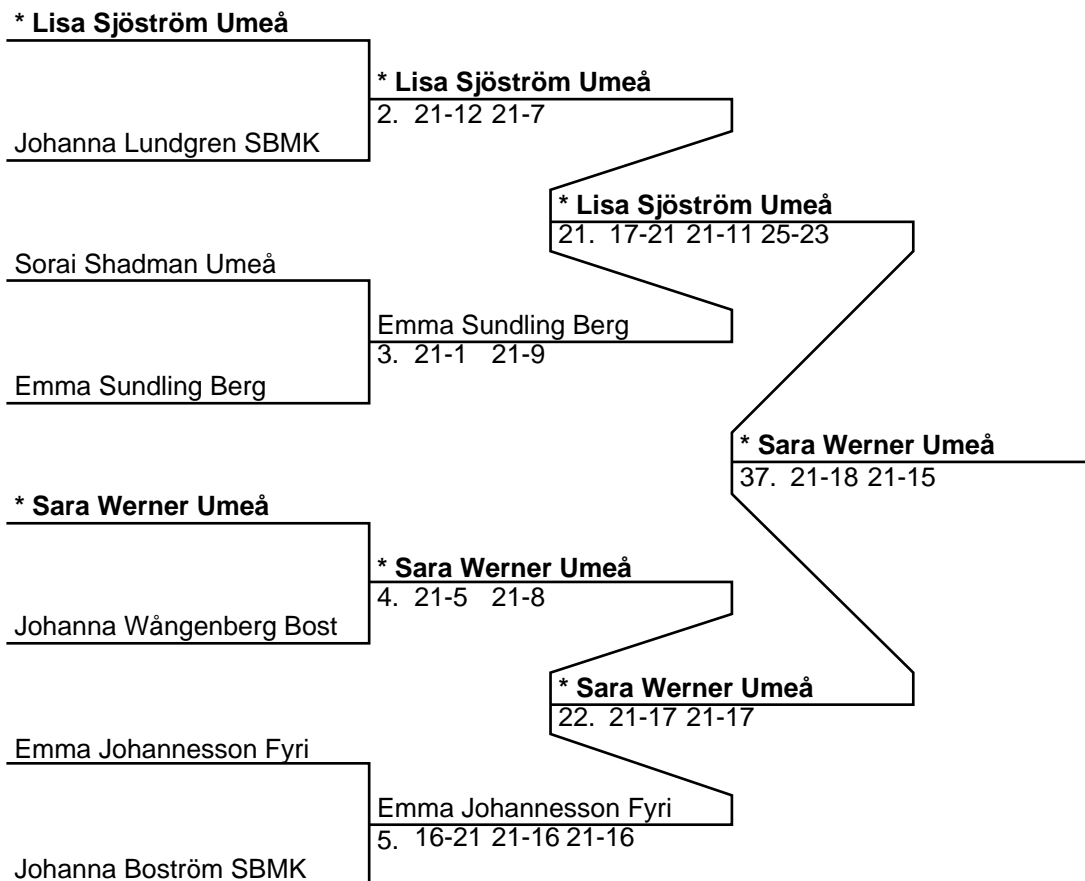 * Lisa Sjöström Umeå
* Lisa Sjöström Umeå
2. 21-12 21-7
Johanna Lundgren SBMK
* Lisa Sjöström Umeå
21. 17-21 21-11 25-23
Sorai Shadman Umeå
Emma Sundling Berg
3. 21-1 21-9
Emma Sundling Berg
* Sara Werner Umeå
37. 21-18 21-15
* Sara Werner Umeå
* Sara Werner Umeå
4. 21-5 21-8
Johanna Wångenberg Bost
* Sara Werner Umeå
22. 21-17 21-17
Emma Johannesson Fyri
Emma Johannesson Fyri
5. 16-21 21-16 21-16
Johanna Boström SBMK